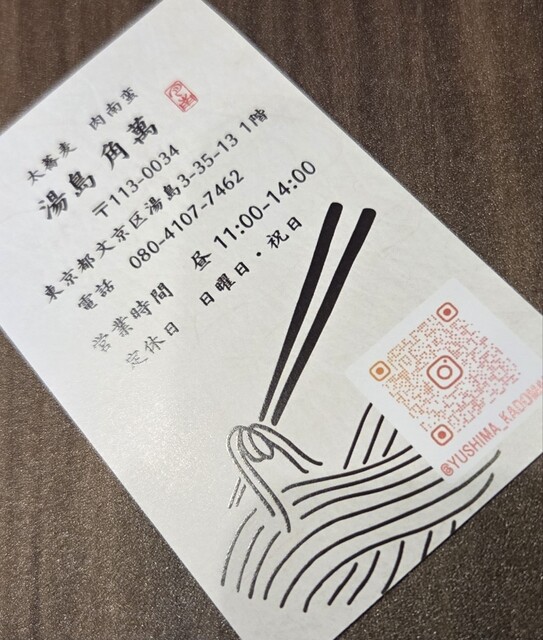 太蕎麦 肉南蛮
湯島 角萬
〒113-0034
東京都文京区湯島3-35-13 1階
電話 080-4107-7462
営業時間 昼 11:00-14:00
定休日 日曜日・祝日